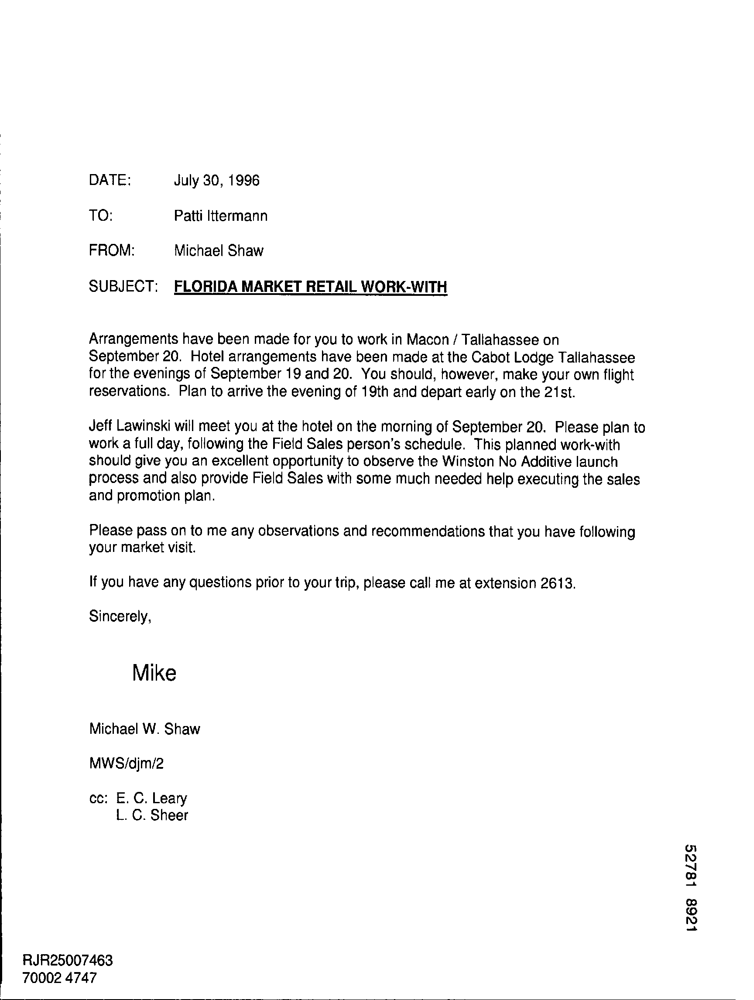 DATE: July 30, 1996
TO: Patti Ittermann
FROM: Michael Shaw
SUBJECT: FLORIDA MARKET RETAIL WORK-WITH
Arrangements have been made for you to work in Macon / Tallahassee on
September 20. Hotel arrangements have been made at the Cabot Lodge Tallahassee
for the evenings of September 19 and 20. You should, however, make your own flight
reservations. Plan to arrive the evening of 19th and depart early on the 21st.
Jeff Lawinski will meet you at the hotel on the morning of September 20. Please plan to
work a full day, following the Field Sales person's schedule. This planned work-with
should give you an excellent opportunity to observe the Winston No Additive launch
process and also provide Field Sales with some much needed help executing the sales
and promotion plan.
Please pass on to me any observations and recommendations that you have following
your market visit.
If you have any questions prior to your trip, please call me at extension 2613.
Sincerely,
Mike
Michael W. Shaw
MWS/djm/2
cc: E. C. Leary
L. C. Sheer
52781 8921
RJR25007463
70002 4747